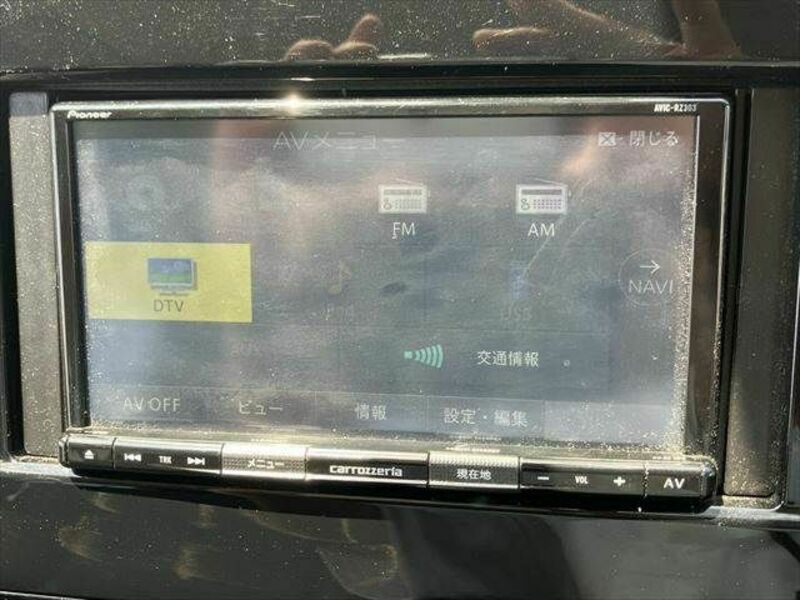 Pioneer
AVIC-RZ303
AVメニュー
閉じる
FM
AM
DTV
USB
NAVI
交通情報
AV OFF
ビュー
情報
設定・編集
TRK
メニュー
carrozzeria
現在地
VOL
AV